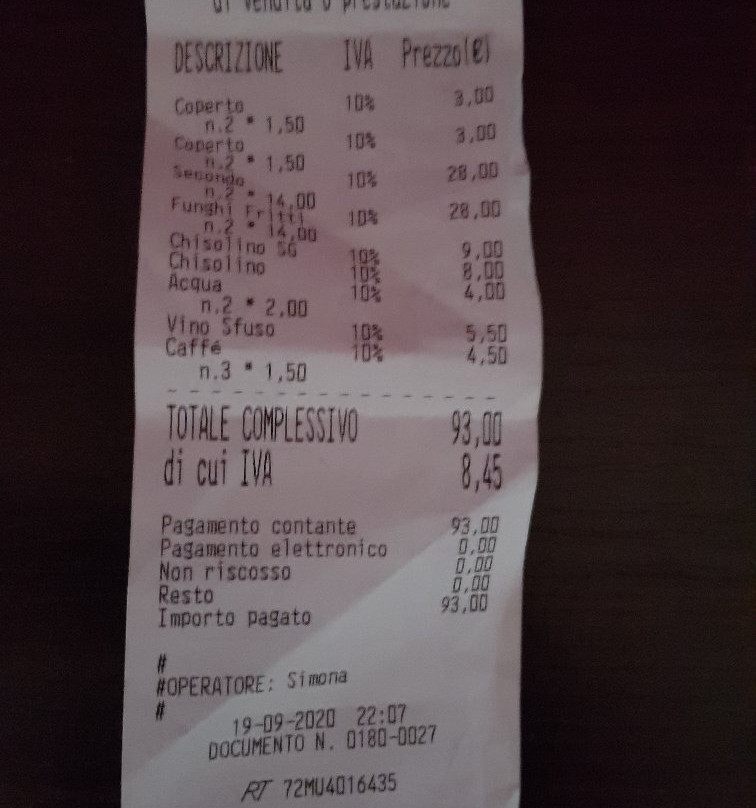 di vendita o prestazione
DESCRIZIONE IVA Prezzo(€)
Coperto 10% 3,00
n.2 * 1,50
Coperto 10% 3,00
n.2 * 1,50
Secondo 10% 28,00
n.2 * 14,00
Funghi Fritti 10% 28,00
n.2 * 14,00
Chisolino SG 10% 9,00
Chisolino 10% 8,00
Acqua 10% 4,00
n.2 * 2,00
Vino Sfuso 10% 5,50
Caffé 10% 4,50
n.3 * 1,50
TOTALE COMPLESSIVO 93,00
di cui IVA 8,45
Pagamento contante 93,00
Pagamento elettronico 0,00
Non riscosso 0,00
Resto 0,00
Importo pagato 93,00
#
#OPERATORE: Simona
#
19-09-2020 22:07
DOCUMENTO N. 0180-0027
RT 72MU4016435